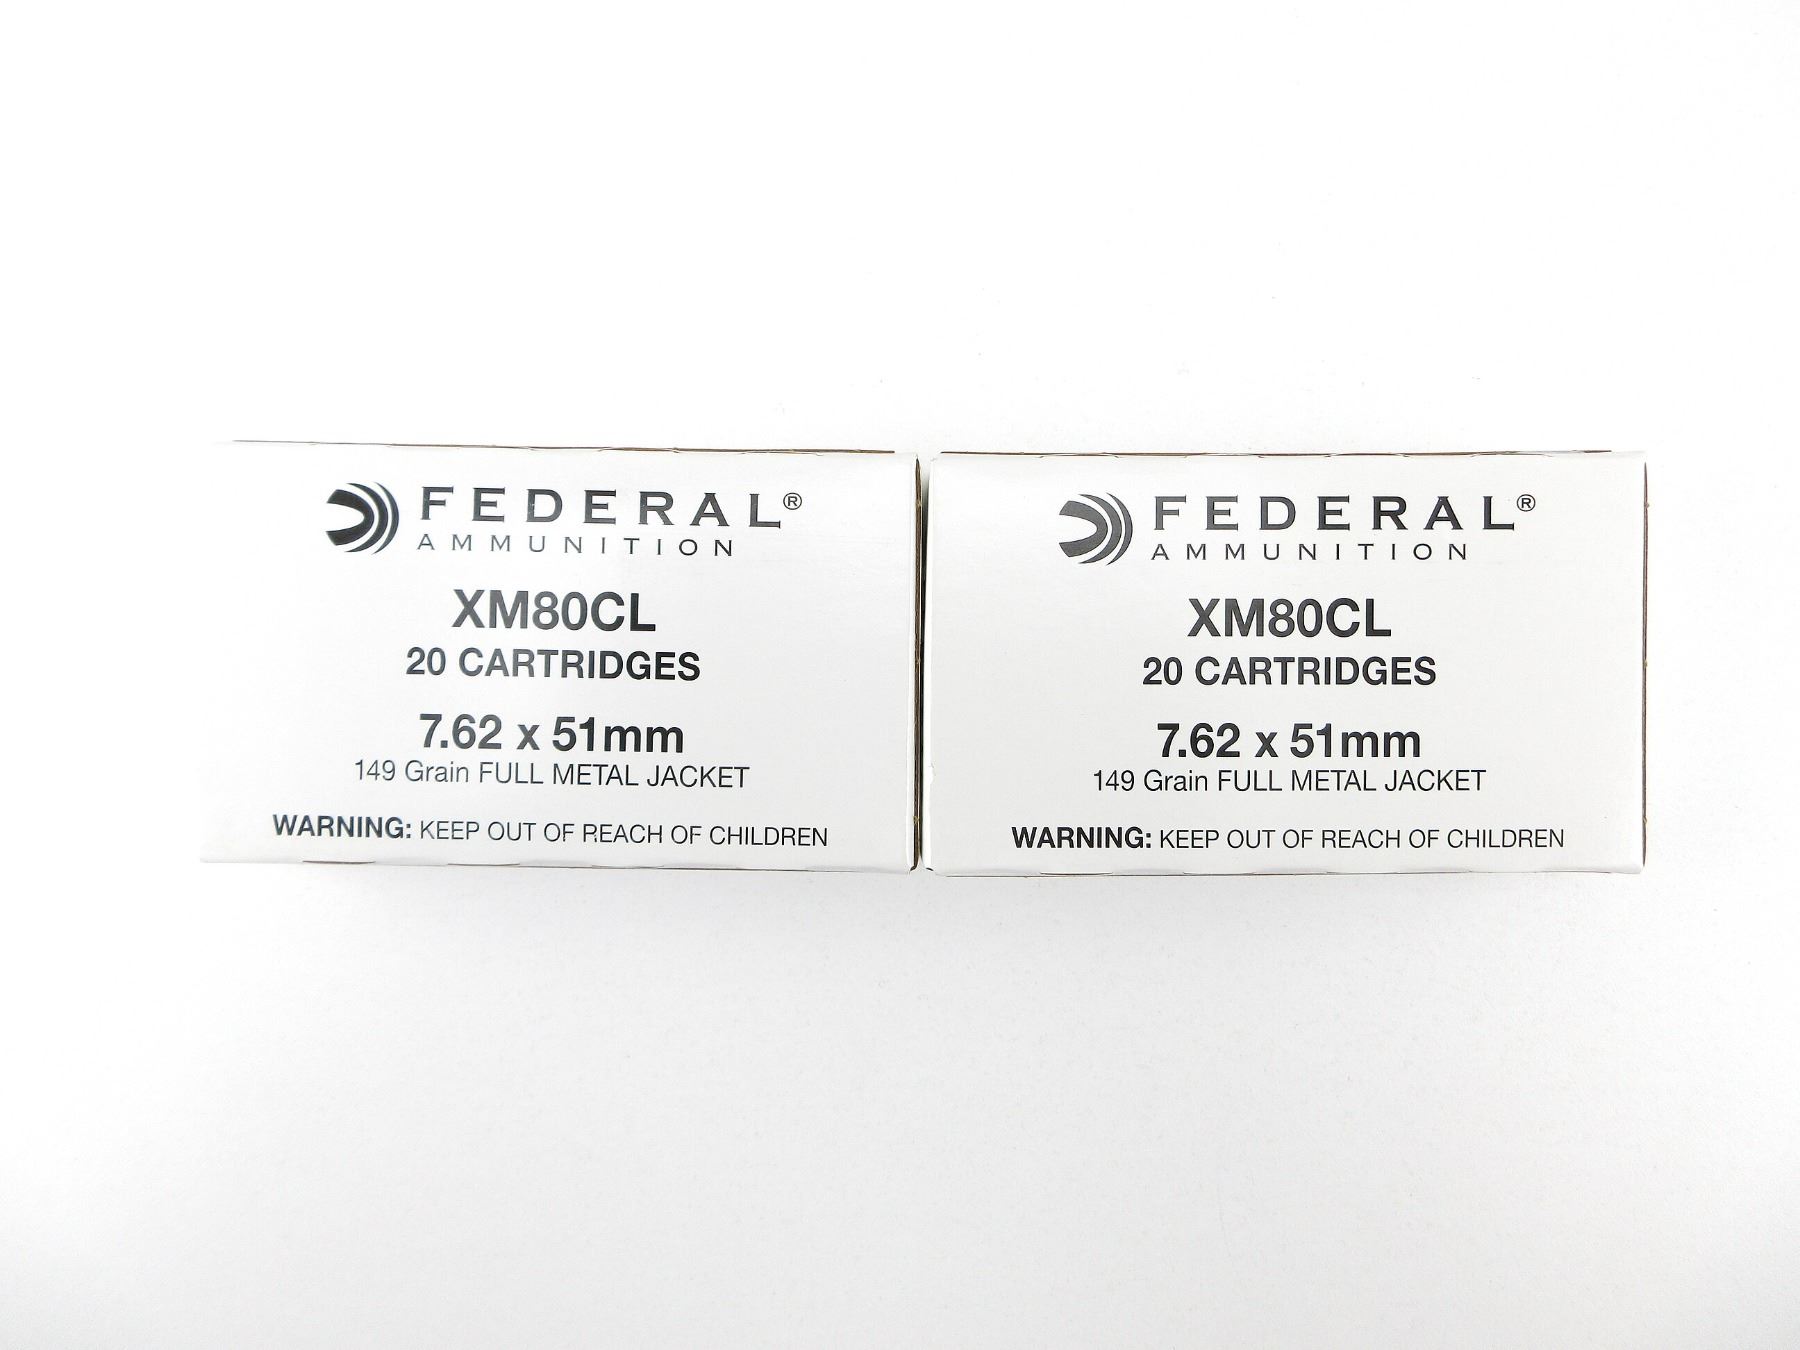 FEDERAL®
AMMUNITION
XM80CL
20 CARTRIDGES
7.62 x 51mm
149 Grain FULL METAL JACKET
WARNING: KEEP OUT OF REACH OF CHILDREN
FEDERAL®
AMMUNITION
XM80CL
20 CARTRIDGES
7.62 x 51mm
149 Grain FULL METAL JACKET
WARNING: KEEP OUT OF REACH OF CHILDREN